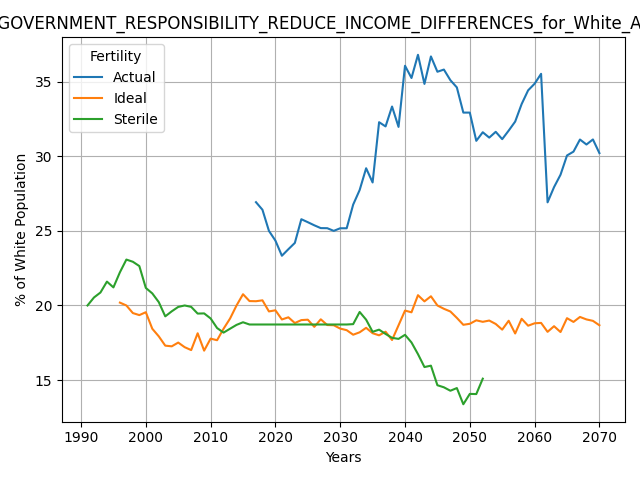 GOVERNMENT_RESPONSIBILITY_REDUCE_INCOME_DIFFERENCES_for_White_A
Fertility
Actual
Ideal
Sterile
% of White Population
35
30
25
20
15
1990 2000 2010 2020 2030 2040 2050 2060 2070
Years